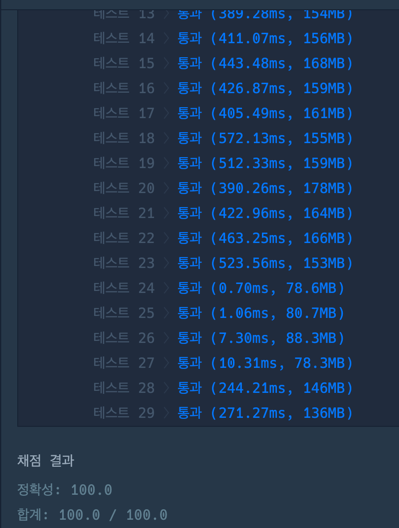 테스트 13 > 통과 (389.28ms, 154MB)
테스트 14 > 통과 (411.07ms, 156MB)
테스트 15 > 통과 (443.48ms, 168MB)
테스트 16 > 통과 (426.87ms, 159MB)
테스트 17 > 통과 (405.49ms, 161MB)
테스트 18 > 통과 (572.13ms, 155MB)
테스트 19 > 통과 (512.33ms, 159MB)
테스트 20 > 통과 (390.26ms, 178MB)
테스트 21 > 통과 (422.96ms, 164MB)
테스트 22 > 통과 (463.25ms, 166MB)
테스트 23 > 통과 (523.56ms, 153MB)
테스트 24 > 통과 (0.70ms, 78.6MB)
테스트 25 > 통과 (1.06ms, 80.7MB)
테스트 26 > 통과 (7.30ms, 88.3MB)
테스트 27 > 통과 (10.31ms, 78.3MB)
테스트 28 > 통과 (244.21ms, 146MB)
테스트 29 > 통과 (271.27ms, 136MB)
채점 결과
정확성: 100.0
합계: 100.0 / 100.0